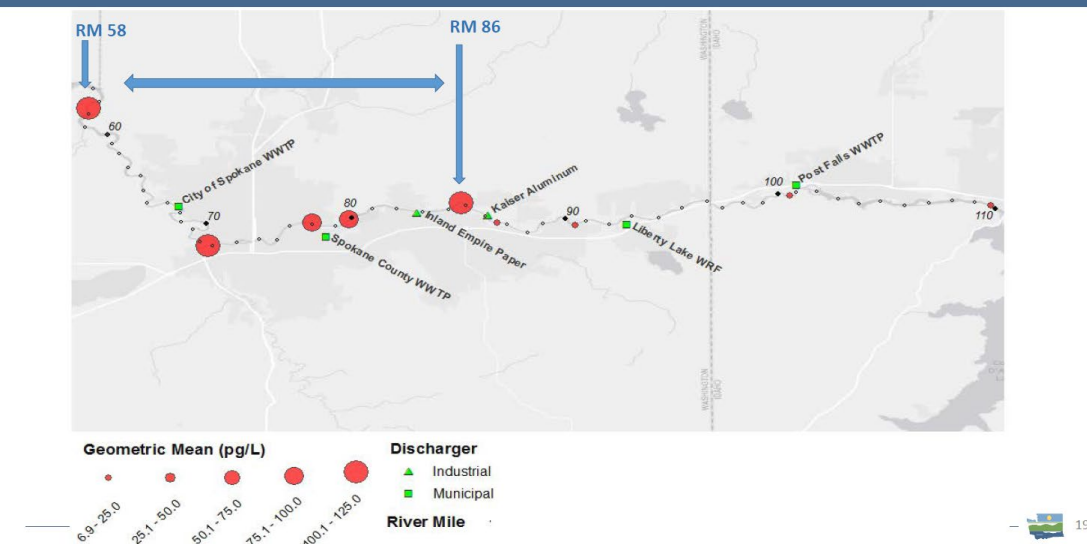 RM 58
RM 86
WASHINGTON
IDAHO
60
City of Spokane WWTP
70
80
Spokane County WWTP
Inland Empire Paper
Kaiser Aluminum
90
Liberty Lake WRF
100
Post Falls WWTP
110
WASHINGTON
IDAHO
Geometric Mean (pg/L)
6.9 - 25.0
25.1 - 50.0
50.1 - 75.0
75.1 - 100.0
100.1 - 125.0
Discharger
Industrial
Municipal
River Mile
19